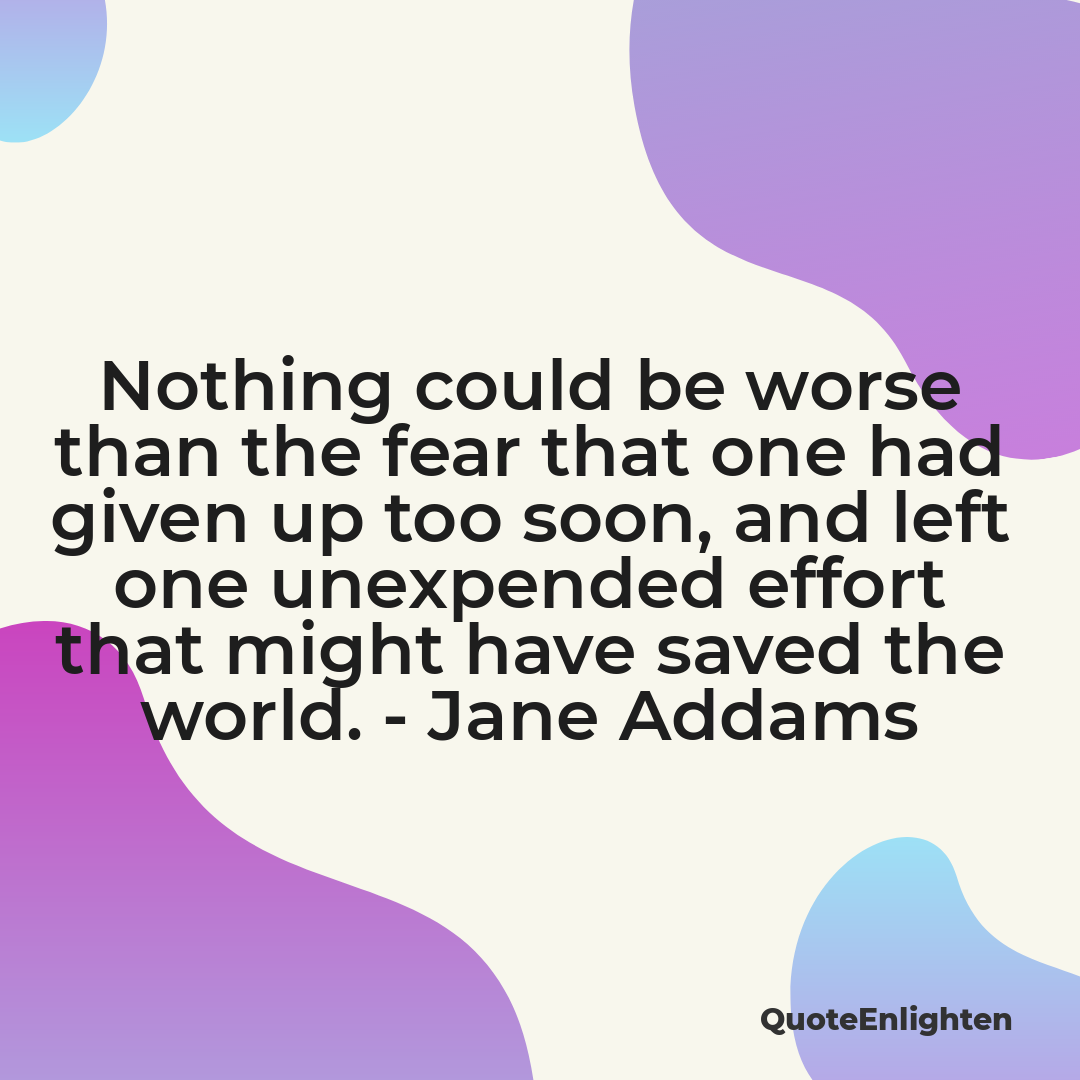 Nothing could be worse
than the fear that one had
given up too soon, and left
one unexpended effort
that might have saved the
world. - Jane Addams
QuoteEnlighten